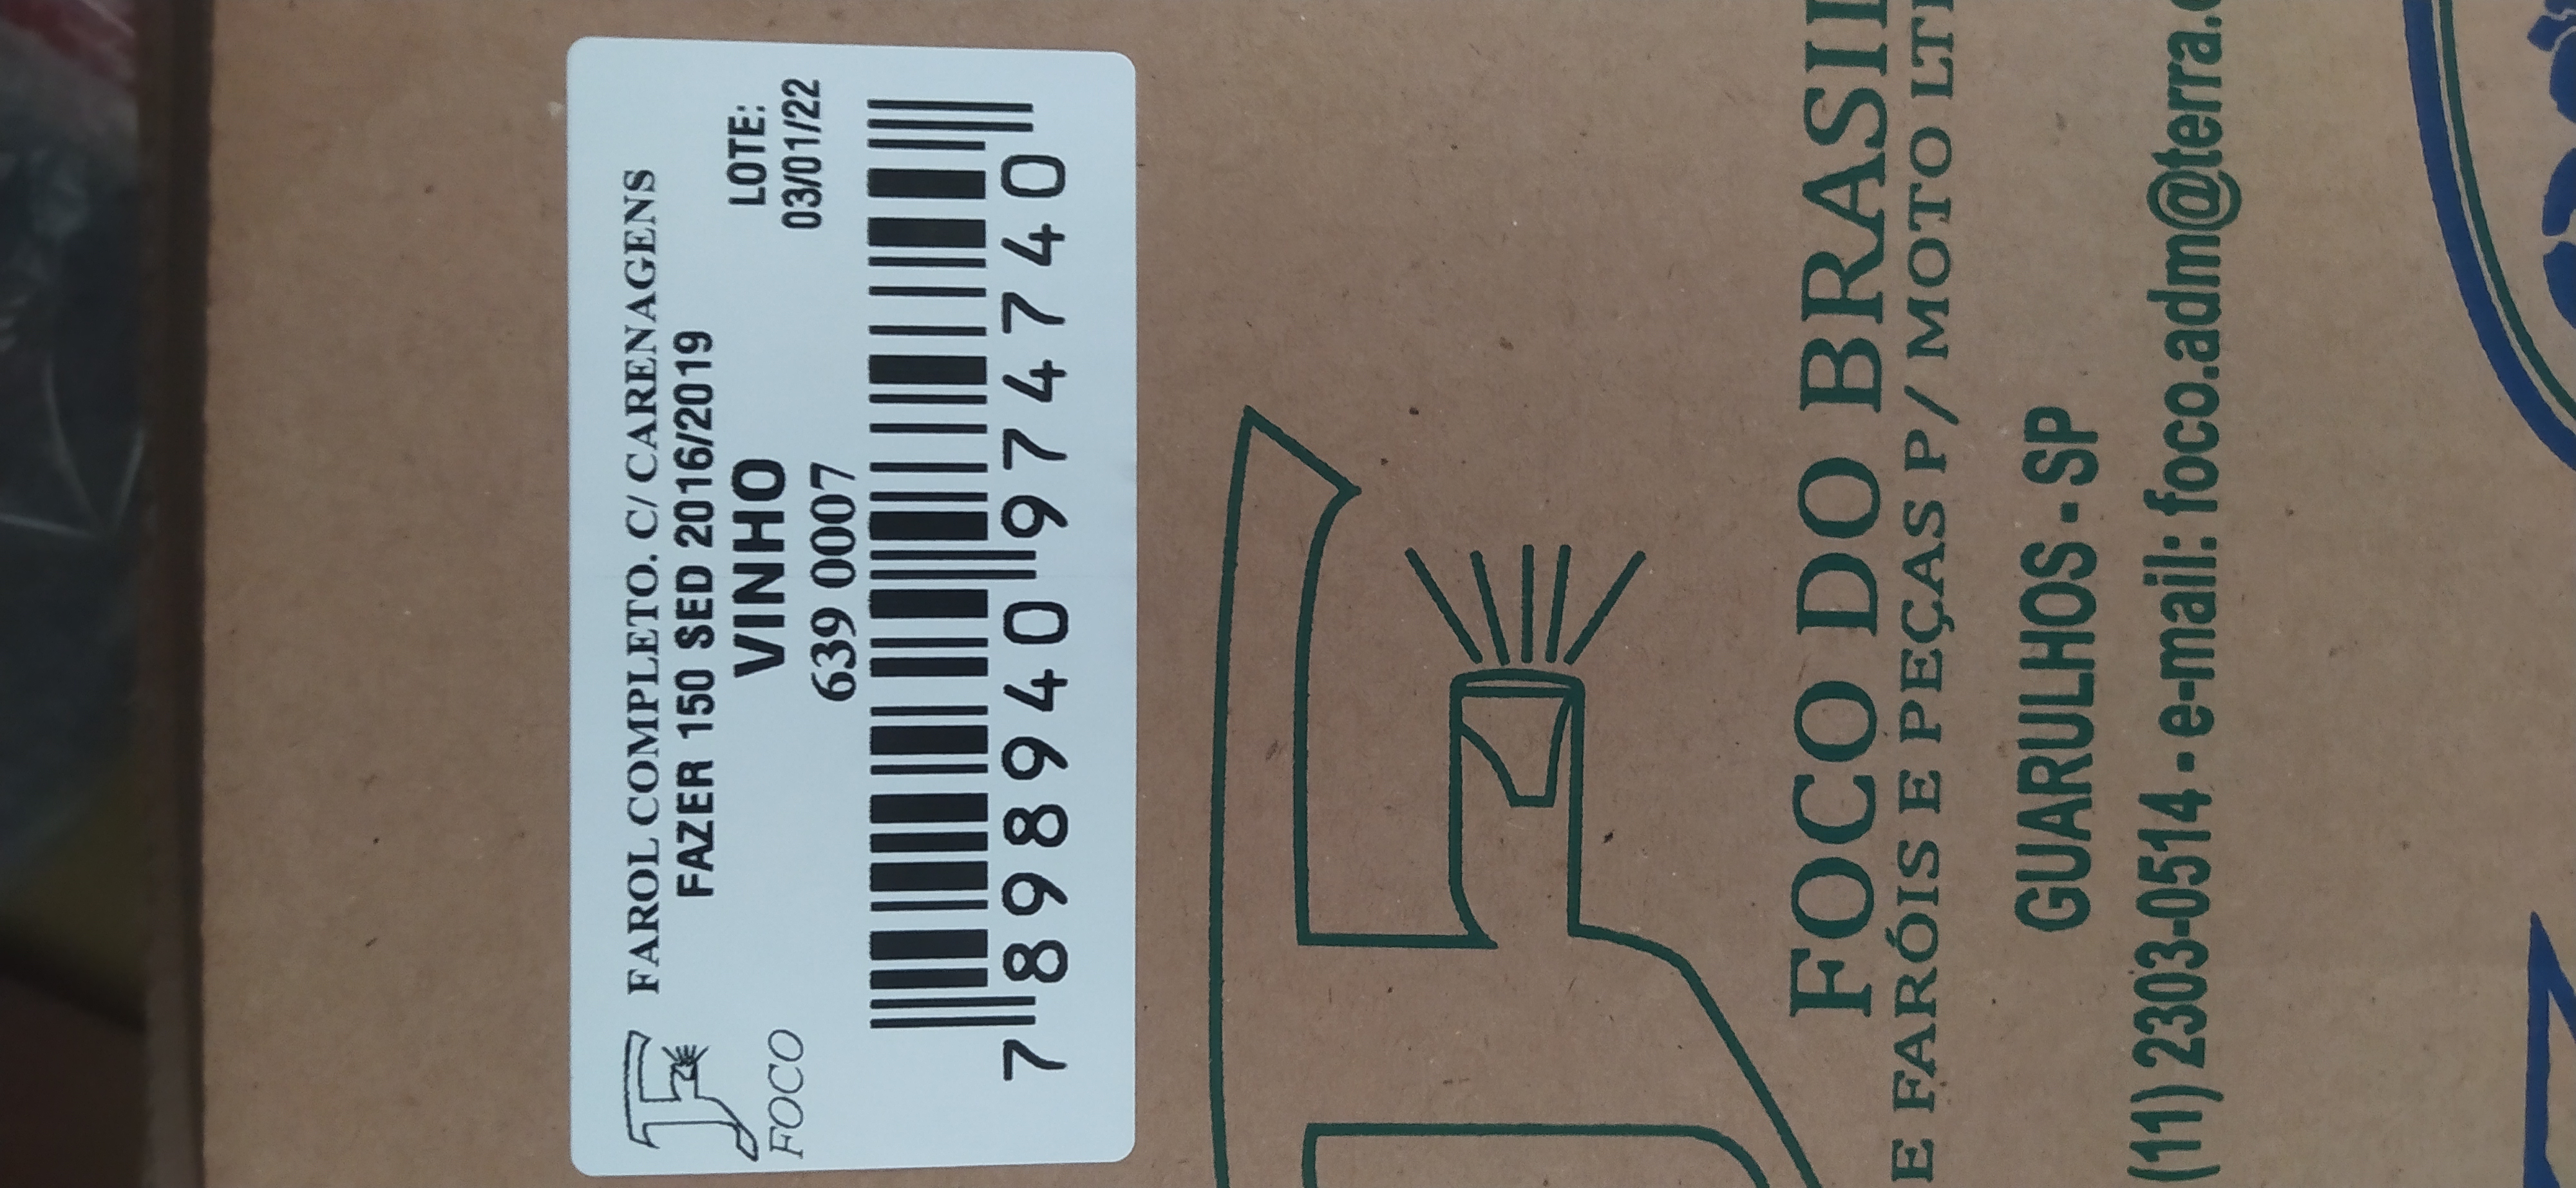 FAROL COMPLETO. C/ CARENAGENS
FAZER 150 SED 2016/2019
VINHO
LOTE:
639 0007
03/01/22
FOCO
7 898940 974740
FOCO DO BRASIL
E FARÓIS E PEÇAS P/ MOTO LT
GUARULHOS - SP
(11) 2303-0514 - e-mail: foco.adm@terra.